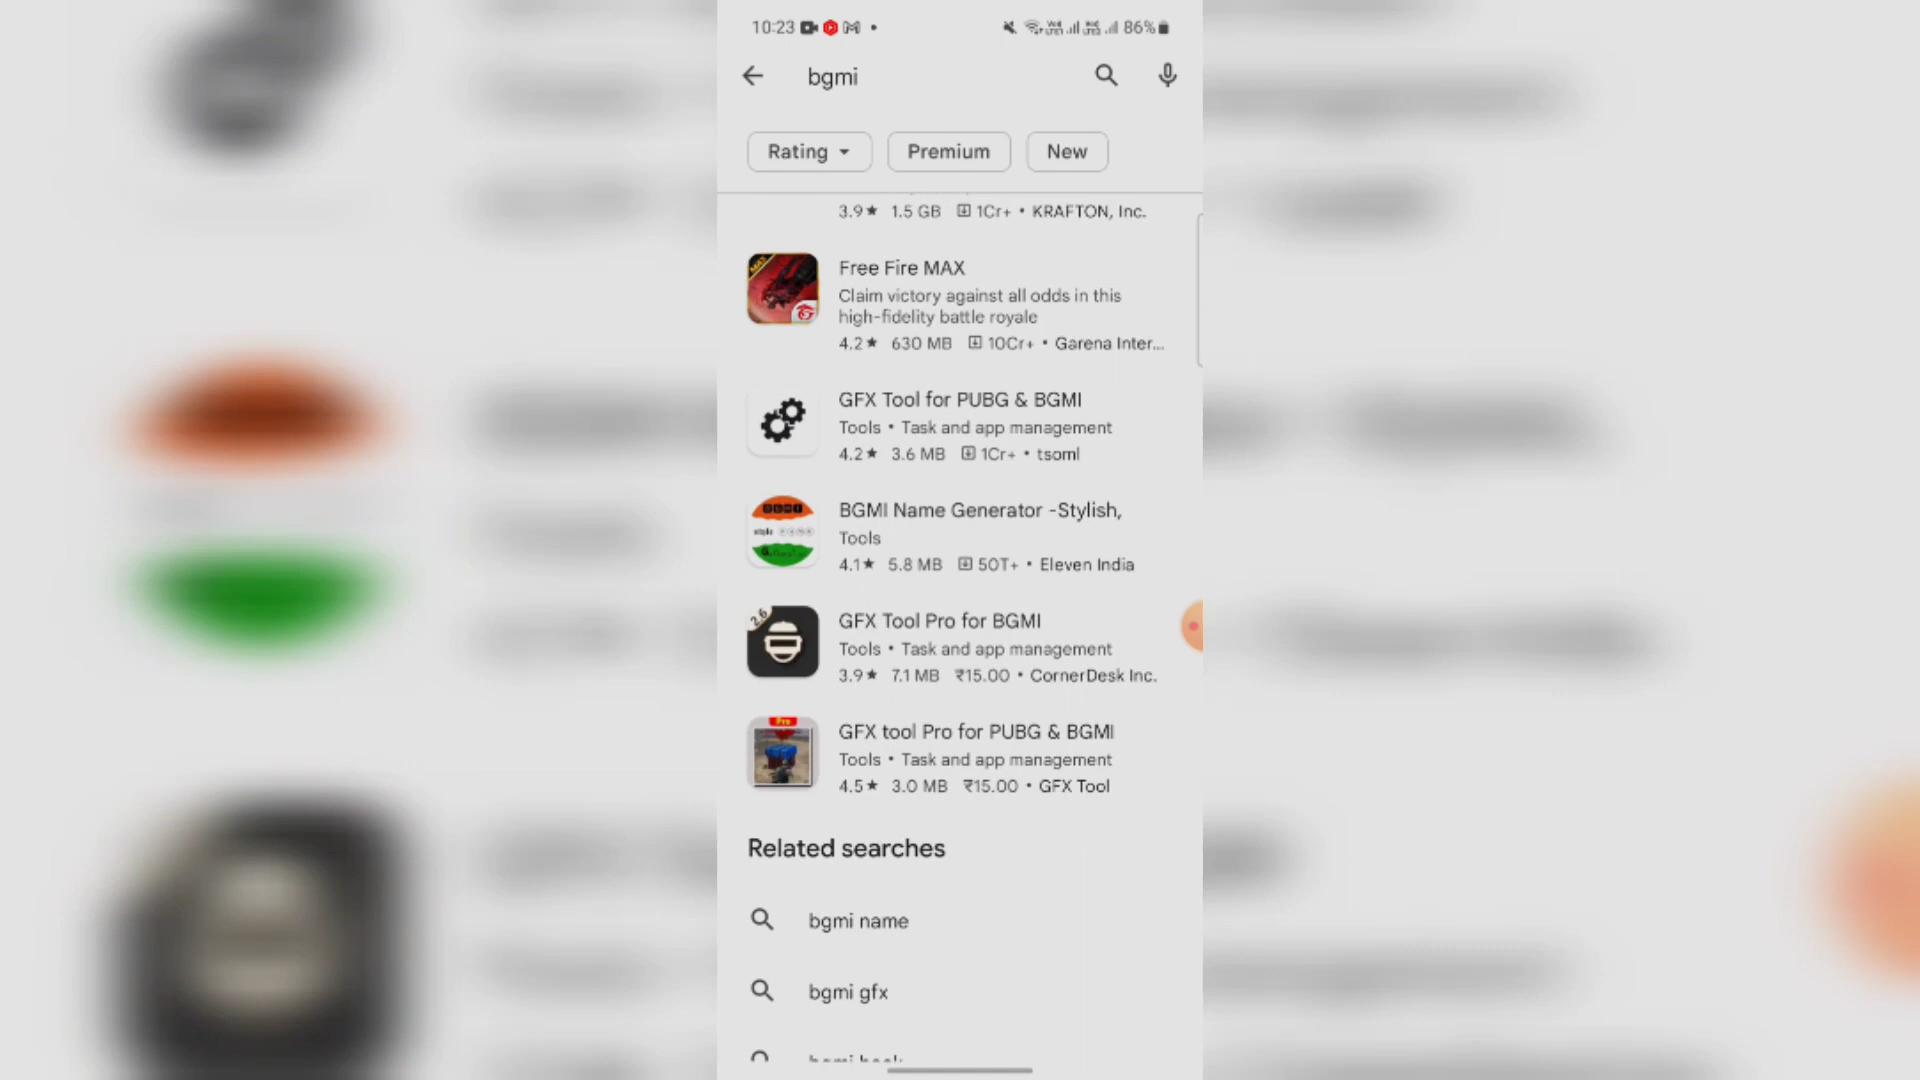 10:23 86%
bgmi
Rating Premium New
3.9★ 1.5 GB 1Cr+ • KRAFTON, Inc.
MAX
Free Fire MAX
Claim victory against all odds in this
high-fidelity battle royale
4.2★ 630 MB 10Cr+ • Garena Inter...
GFX Tool for PUBG & BGMI
Tools • Task and app management
4.2★ 3.6 MB 1Cr+ • tsoml
BGMI Name Generator -Stylish,
Tools
4.1★ 5.8 MB 50T+ • Eleven India
2.6
GFX Tool Pro for BGMI
Tools • Task and app management
3.9★ 7.1 MB ₹15.00 • CornerDesk Inc.
Pro
GFX tool Pro for PUBG & BGMI
Tools • Task and app management
4.5★ 3.0 MB ₹15.00 • GFX Tool
Related searches
bgmi name
bgmi gfx